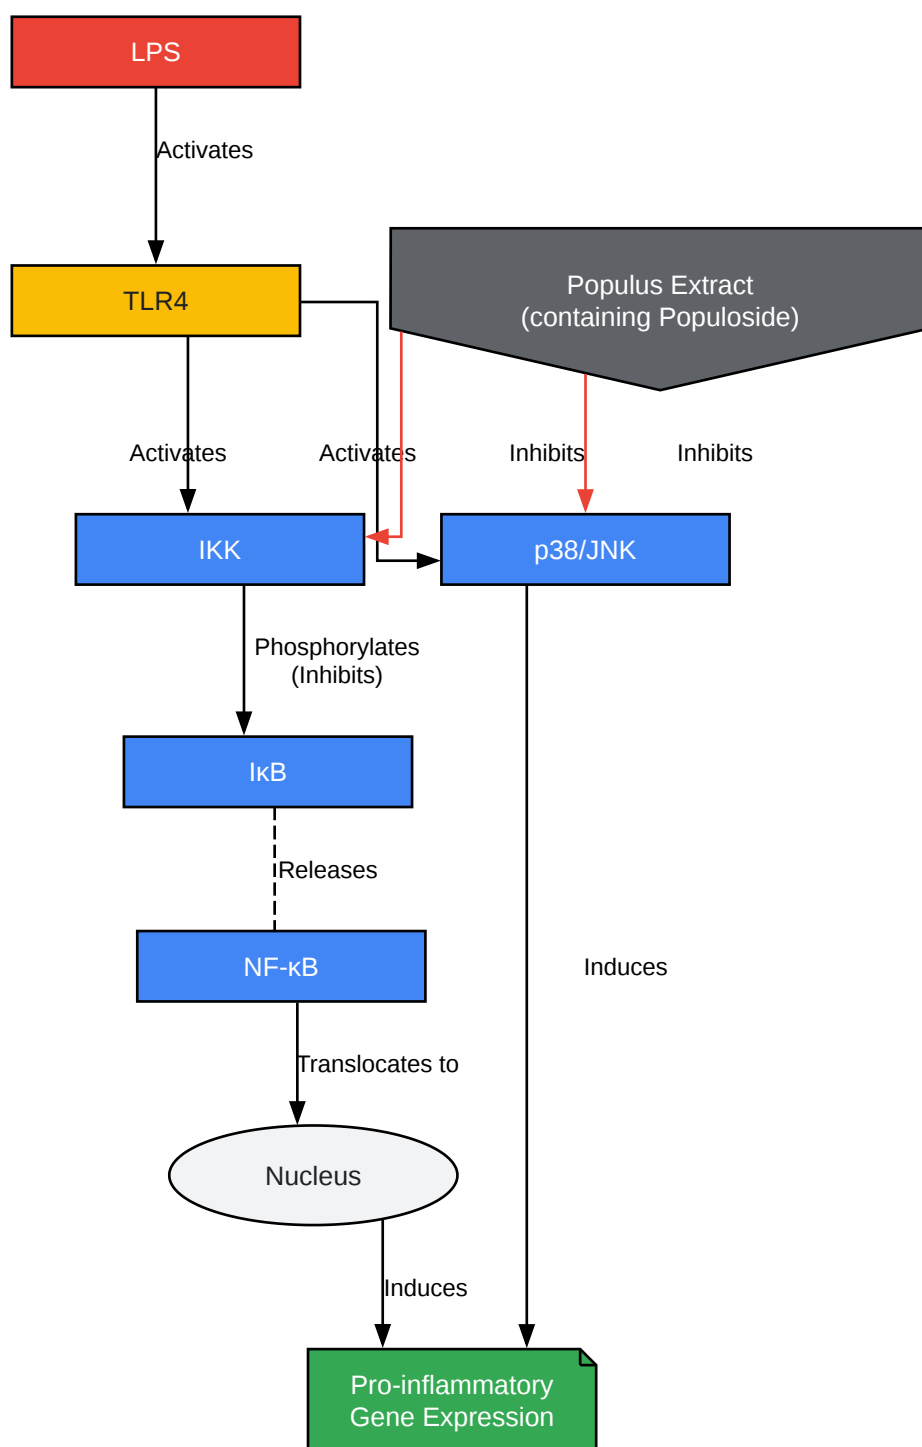 LPS
Activates
TLR4
Populus Extract
(containing Populoside)
Activates
Activates
Inhibits
Inhibits
IKK
p38/JNK
Phosphorylates
(Inhibits)
IκB
Releases
NF-κB
Induces
Translocates to
Nucleus
Induces
Pro-inflammatory
Gene Expression